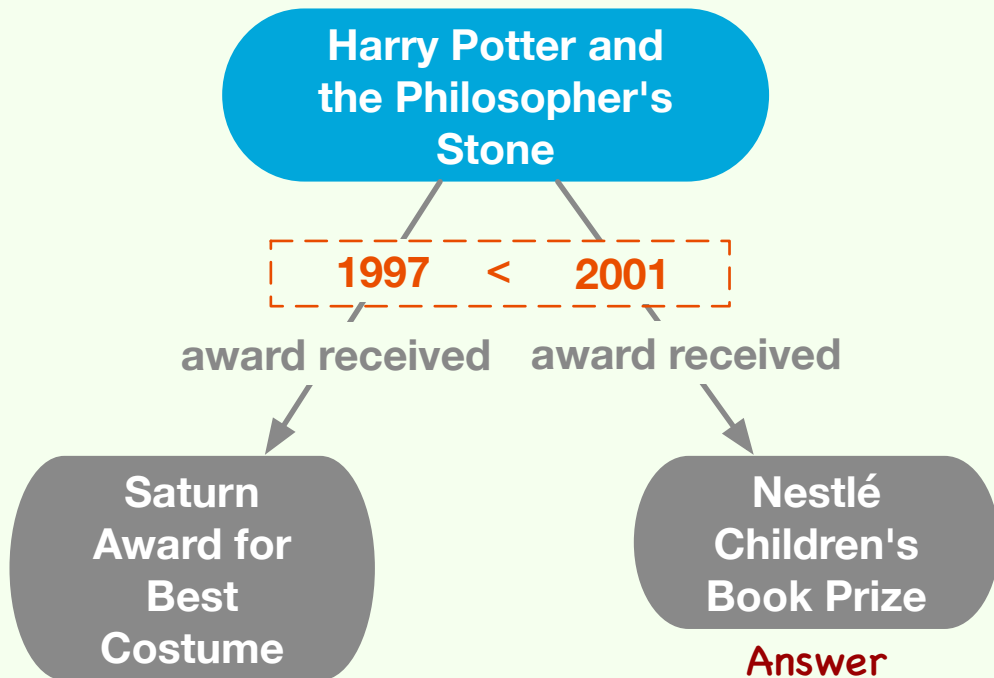 Harry Potter and
the Philosopher's
Stone
1997 < 2001
award received award received
Saturn
Award for
Best
Costume
Nestlé
Children's
Book Prize
Answer